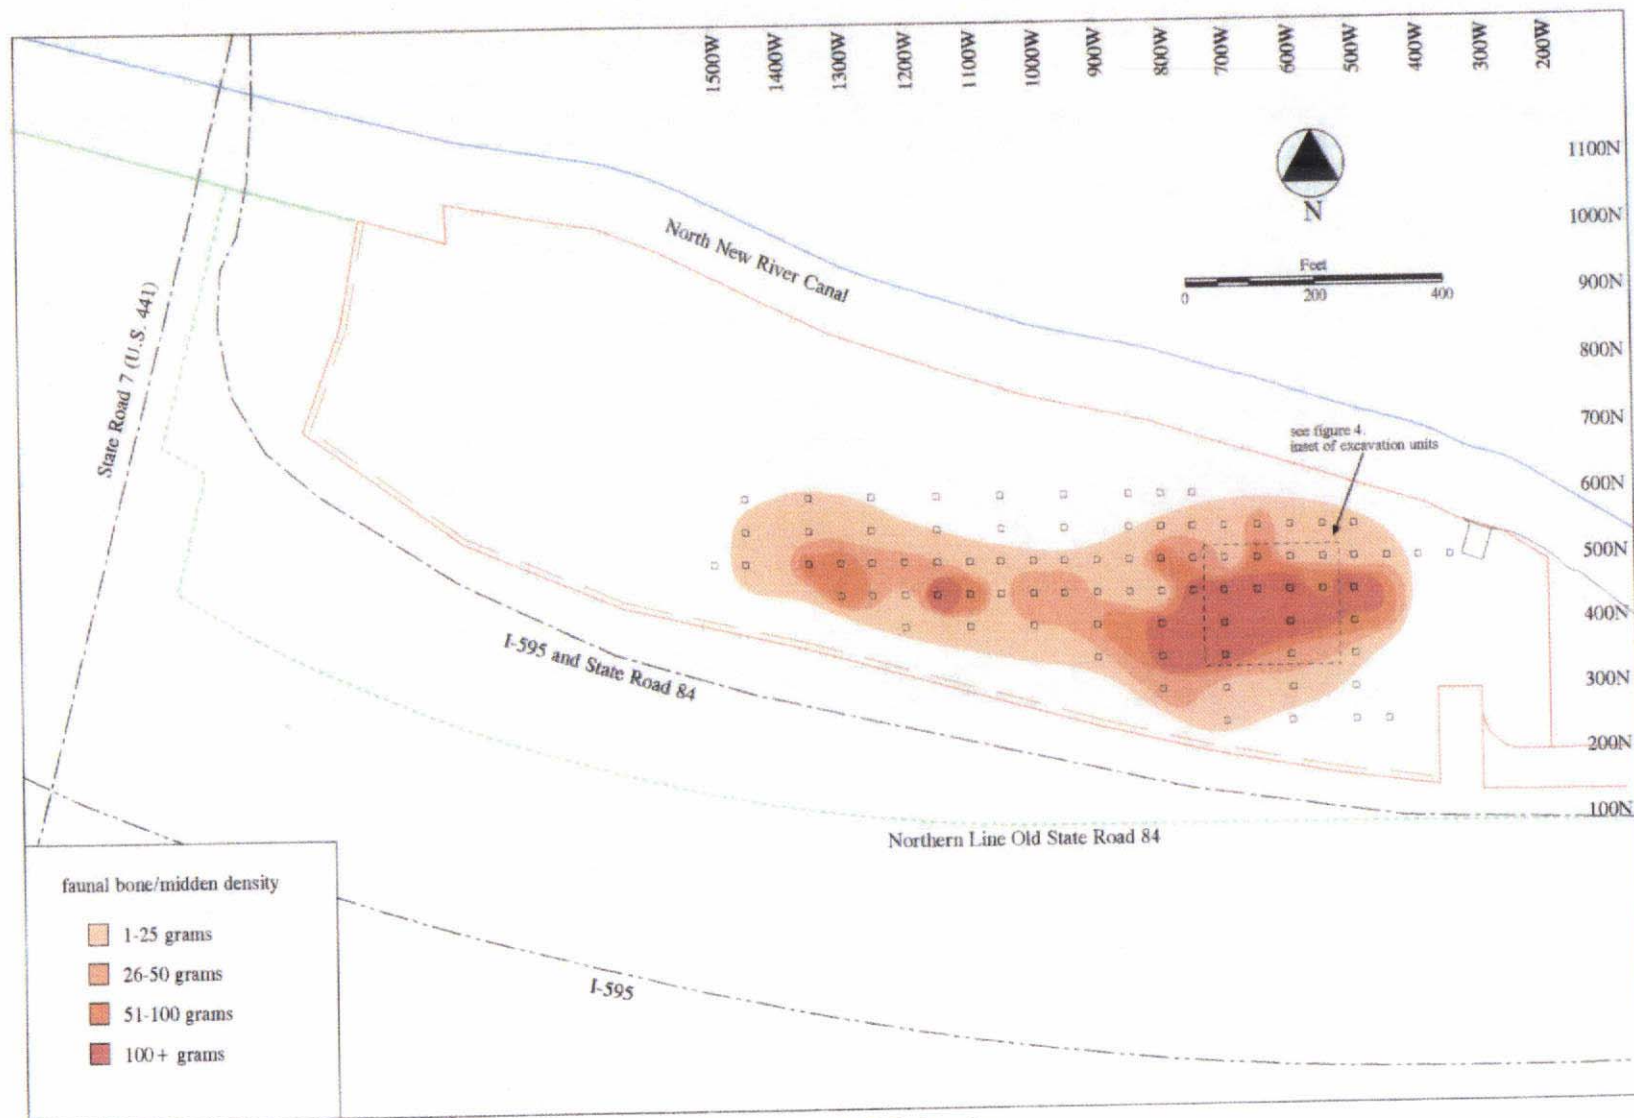 1500W
1400W
1300W
1200W
1100W
1000W
900W
800W
700W
600W
500W
400W
300W
200W
1100N
1000N
900N
800N
700N
600N
500N
400N
300N
200N
100N
N
Feet
0 200 400
North New River Canal
State Road 7 (U.S. 441)
see figure 4.
inset of excavation units
I-595 and State Road 84
Northern Line Old State Road 84
I-595
faunal bone/midden density
1-25 grams
26-50 grams
51-100 grams
100+ grams